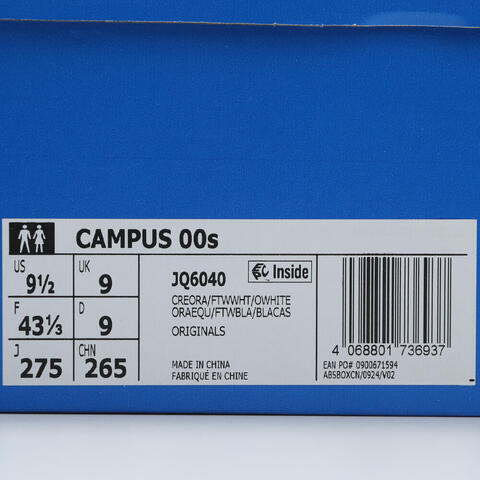 CAMPUS 00s
US UK
9½ 9
F D
43⅓ 9
J CHN
275 265
JQ6040 Inside
CREORA/FTWWHT/OWHITE
ORAEQU/FTWBLA/BLACAS
ORIGINALS
MADE IN CHINA
FABRIQUÉ EN CHINE
4 068801 736937
EAN PO# 0900671594
ABSBOXCN/0924/V02